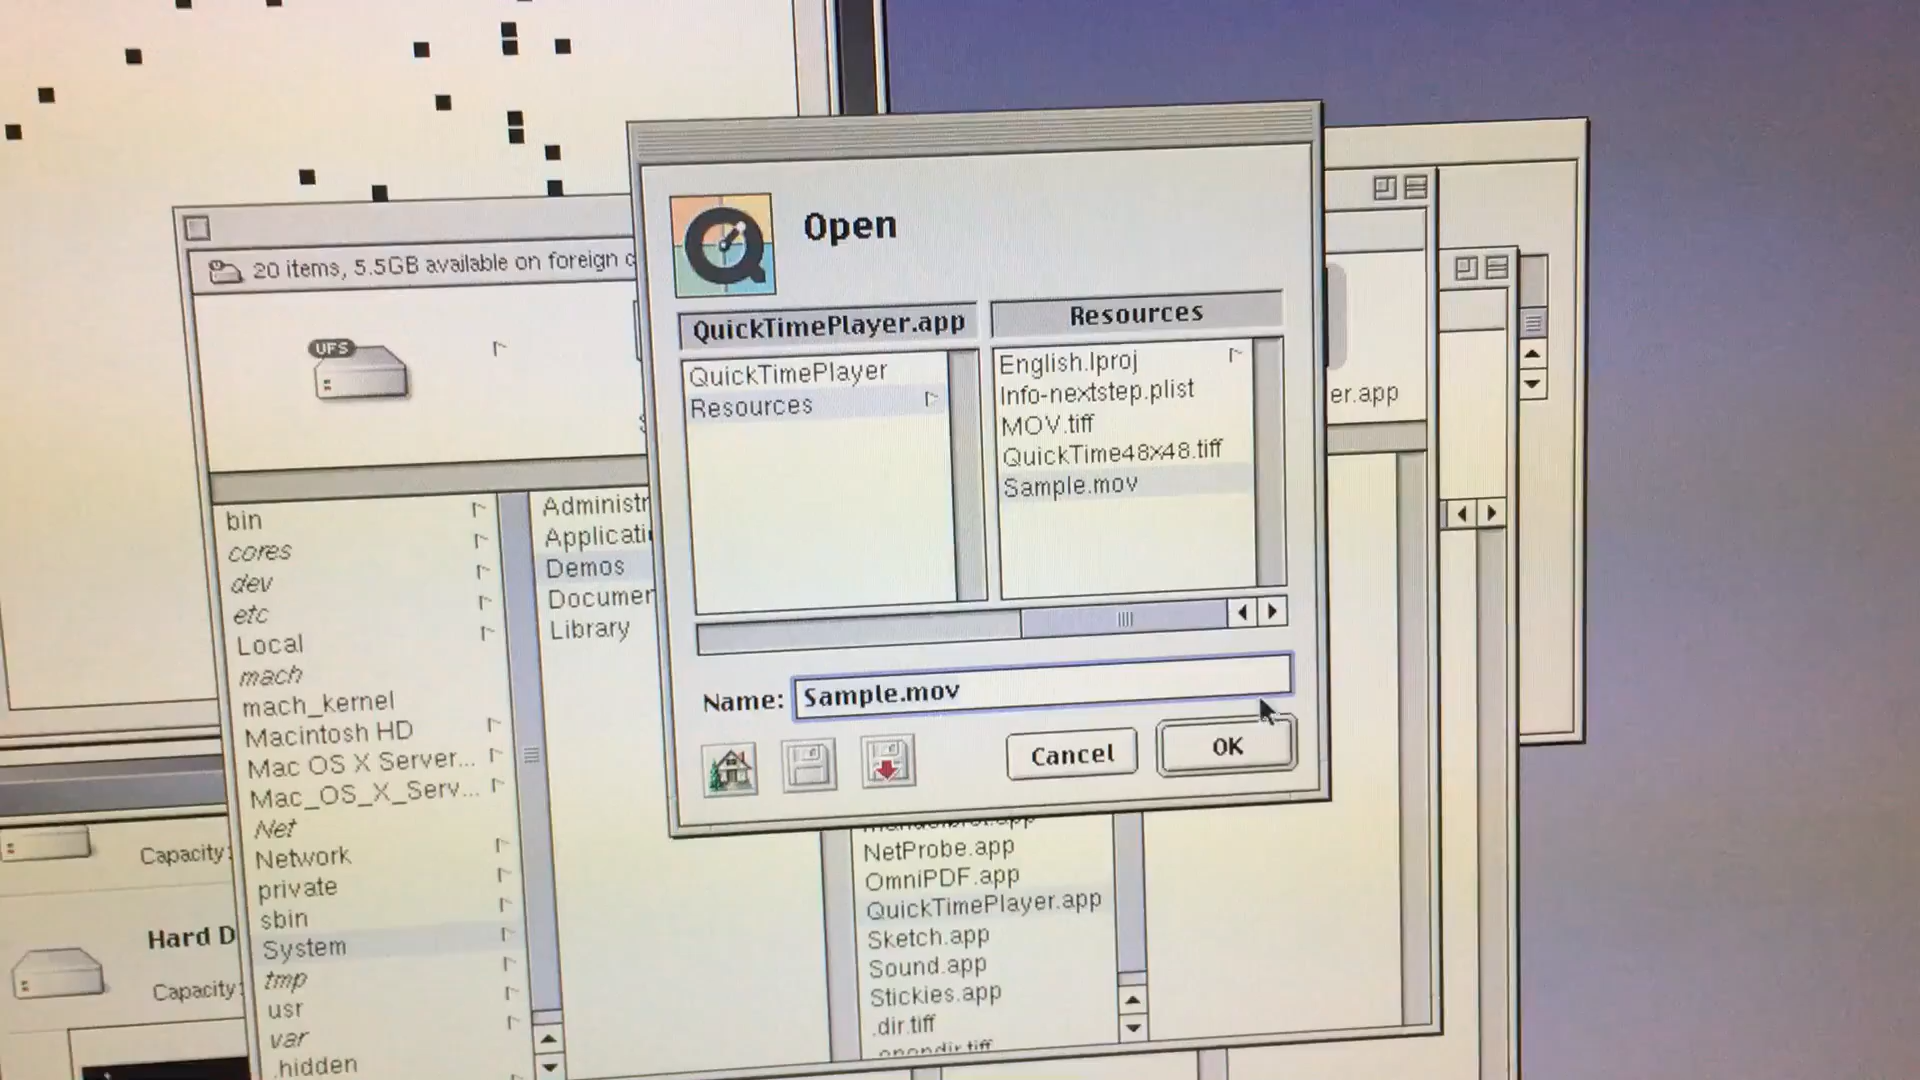 Open
QuickTimePlayer.app
Resources
QuickTimePlayer
Resources
English.lproj
Info-nextstep.plist
MOV.tiff
QuickTime48x48.tiff
Sample.mov
Name: Sample.mov
Cancel
OK
20 items, 5.5GB available on foreign
UFS
er.app
bin
cores
dev
etc
Local
mach
mach_kernel
Macintosh HD
Mac OS X Server...
Mac_OS_X_Serv...
Net
Network
private
sbin
System
tmp
usr
var
.hidden
Administr
Applicati
Demos
Documen
Library
NetProbe.app
OmniPDF.app
QuickTimePlayer.app
Sketch.app
Sound.app
Stickies.app
.dir.tiff
.opendir.tiff
Capacity:
Hard D
Capacity: